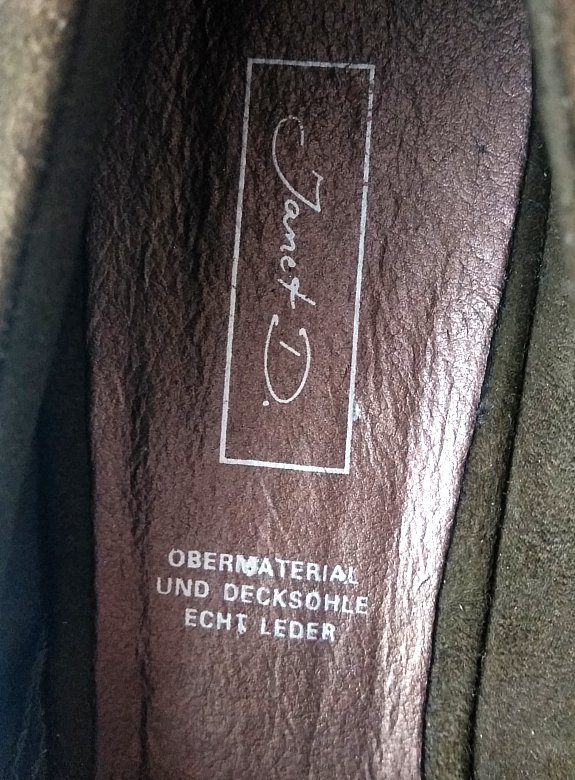 Janet D.
OBERMATERIAL
UND DECKSOHLE
ECHT LEDER